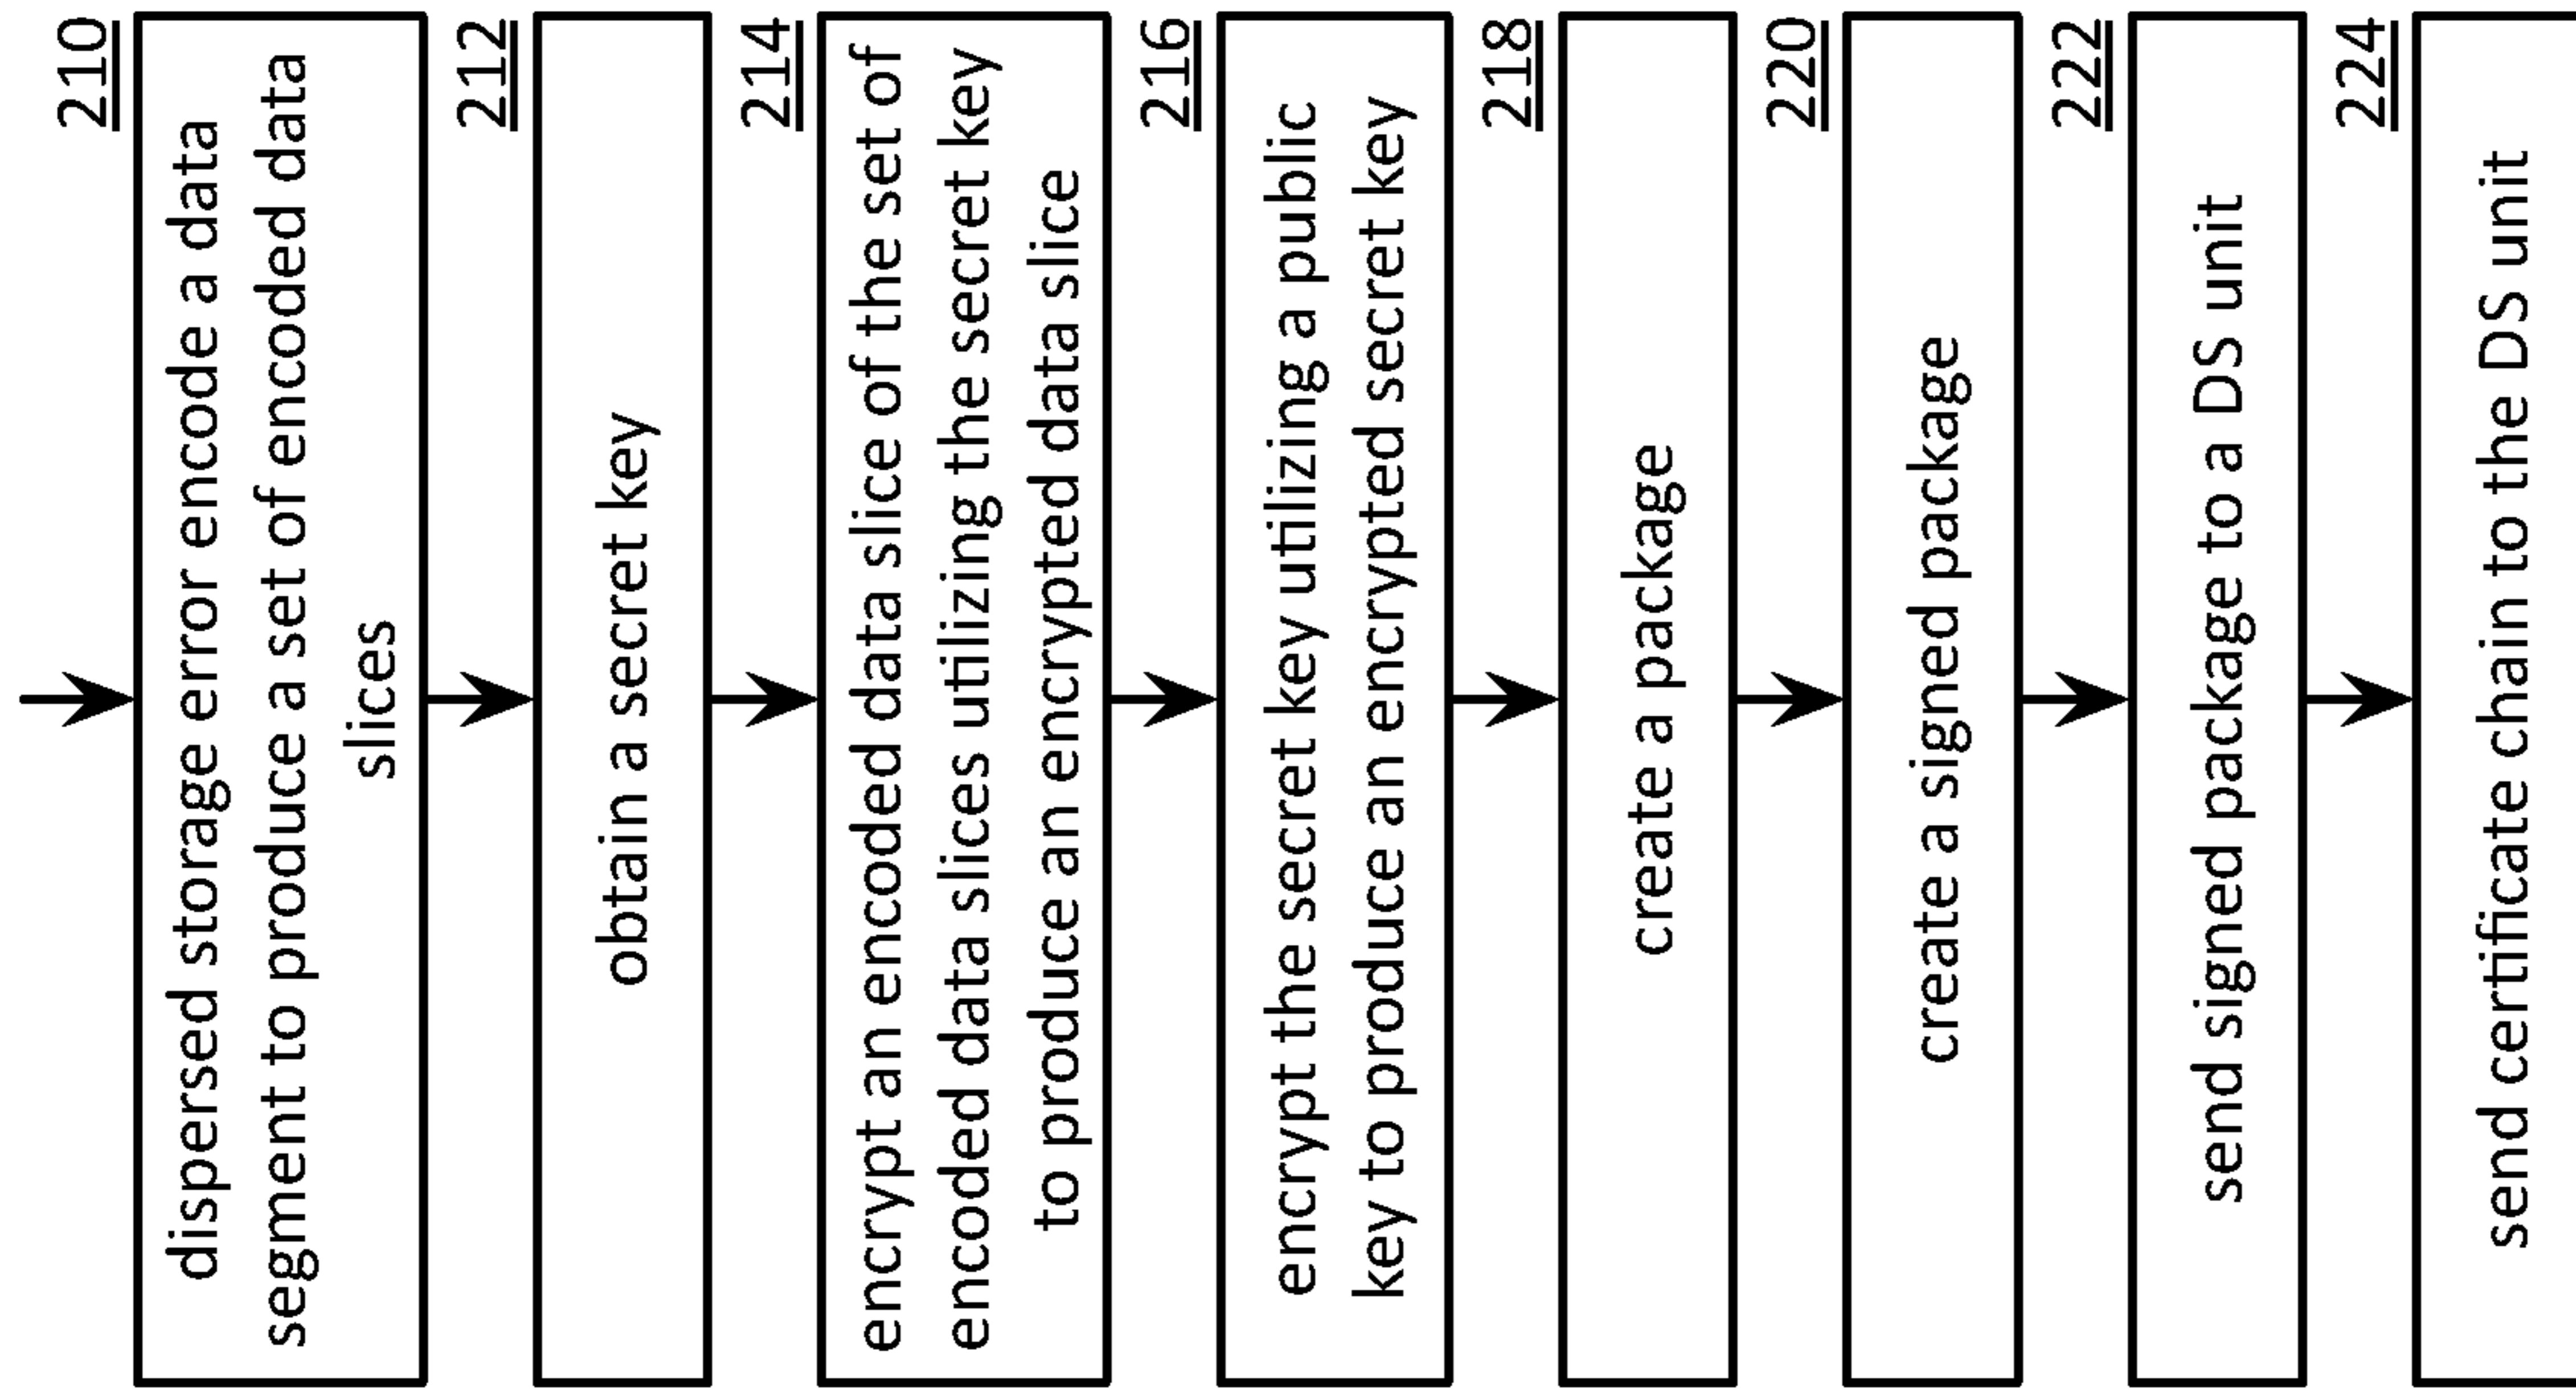 210
dispersed storage error encode a data
segment to produce a set of encoded data
slices
212
obtain a secret key
214
encrypt an encoded data slice of the set of
encoded data slices utilizing the secret key
to produce an encrypted data slice
216
encrypt the secret key utilizing a public
key to produce an encrypted secret key
218
create a package
220
create a signed package
222
send signed package to a DS unit
224
send certificate chain to the DS unit